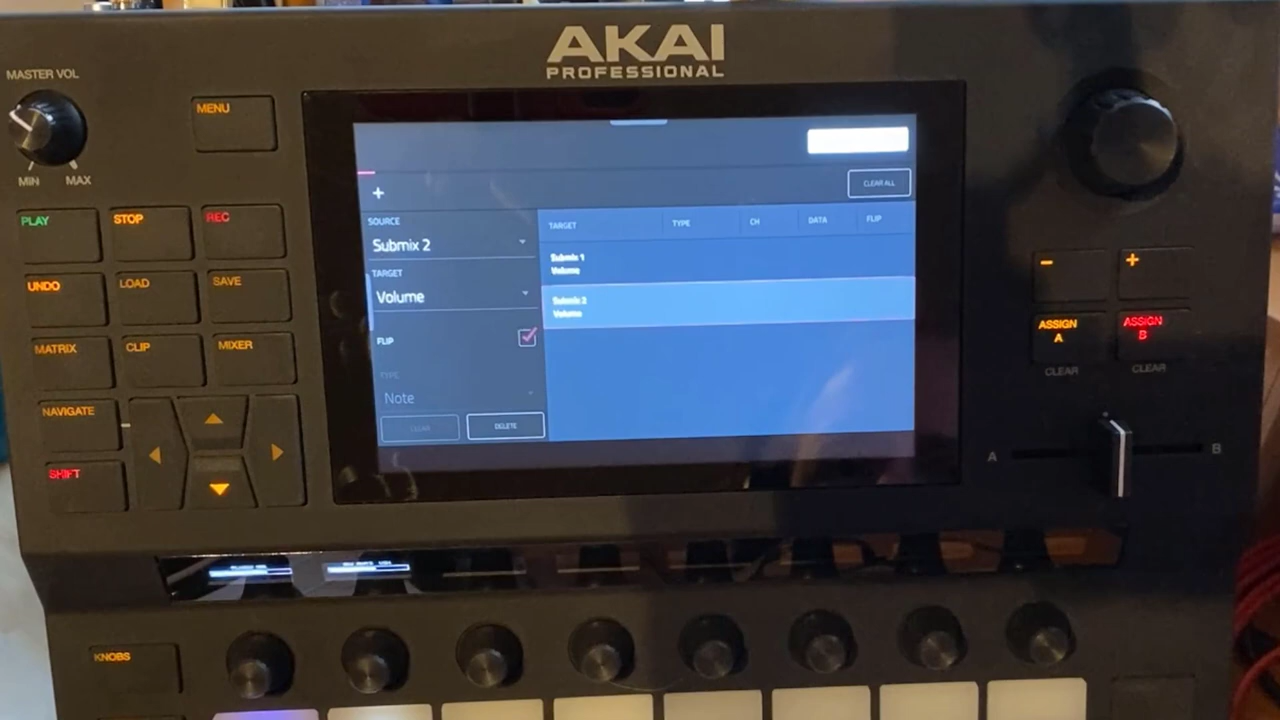 AKAI
PROFESSIONAL
MASTER VOL
MIN MAX
MENU
PLAY STOP REC
UNDO LOAD SAVE
MATRIX CLIP MIXER
NAVIGATE
SHIFT
+
CLEAR ALL
SOURCE
Submix 2
TARGET
Volume
FLIP
TYPE
Note
CLEAR DELETE
TARGET TYPE CH DATA FLIP
Submix 1
Volume
Submix 2
Volume
- +
ASSIGN A
ASSIGN B
CLEAR CLEAR
A B
KNOBS